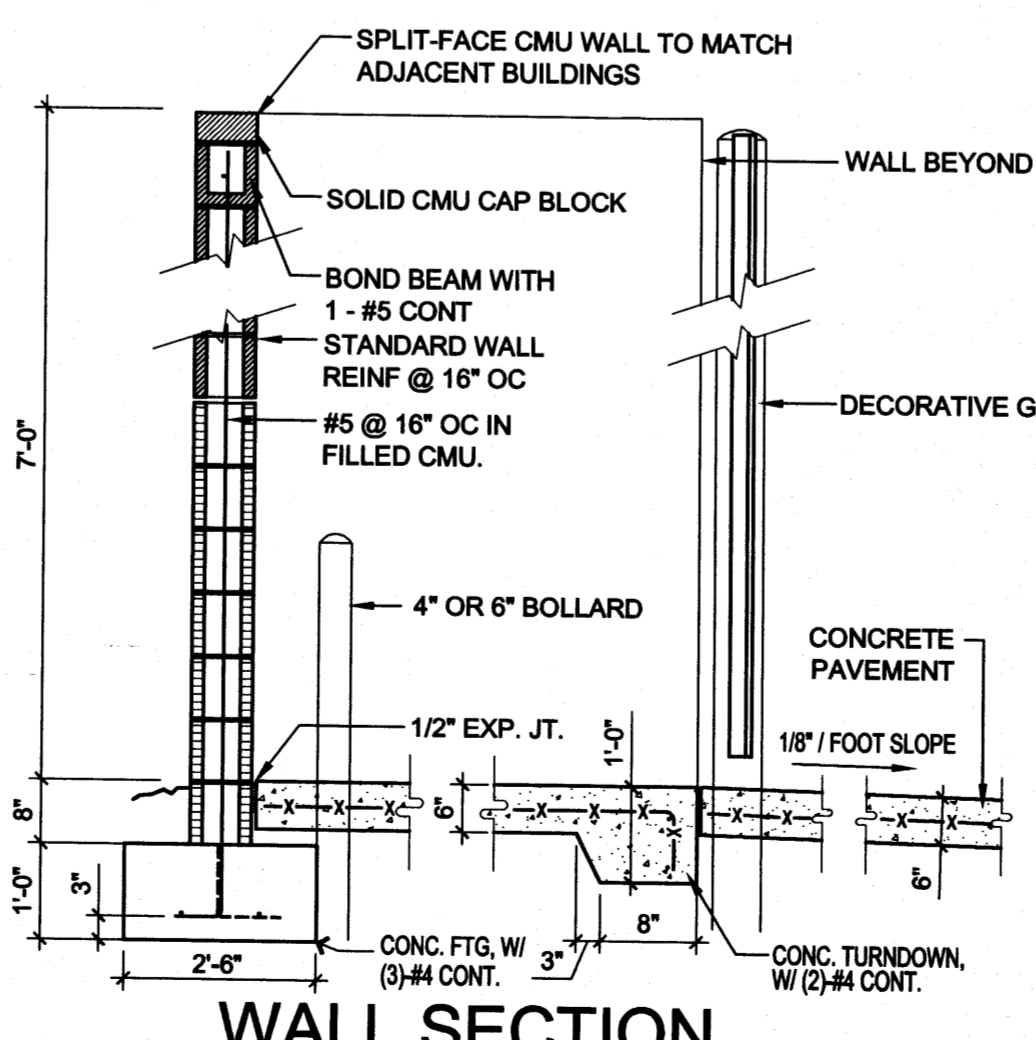 SPLIT-FACE CMU WALL TO MATCH
ADJACENT BUILDINGS
WALL BEYOND
SOLID CMU CAP BLOCK
BOND BEAM WITH
1 - #5 CONT
STANDARD WALL
REINF @ 16" OC
DECORATIVE G
#5 @ 16" OC IN
FILLED CMU.
7'-0"
4" OR 6" BOLLARD
CONCRETE
PAVEMENT
1/2" EXP. JT.
1'-0"
1/8" / FOOT SLOPE
8"
6"
6"
1'-0"
3"
2'-6"
CONC. FTG, W/
(3)-#4 CONT.
3"
8"
CONC. TURNDOWN,
W/ (2)-#4 CONT.
X X X
X X X X
X X
X X
WALL SECTION